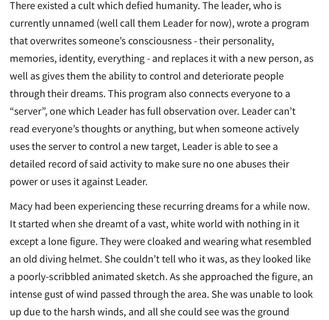 There existed a cult which defied humanity. The leader, who is
currently unnamed (well call them Leader for now), wrote a program
that overwrites someone’s consciousness - their personality,
memories, identity, everything - and replaces it with a new person, as
well as gives them the ability to control and deteriorate people
through their dreams. This program also connects everyone to a
“server”, one which Leader has full observation over. Leader can’t
read everyone’s thoughts or anything, but when someone actively
uses the server to control a new target, Leader is able to see a
detailed record of said activity to make sure no one abuses their
power or uses it against Leader.
Macy had been experiencing these recurring dreams for a while now.
It started when she dreamt of a vast, white world with nothing in it
except a lone figure. They were cloaked and wearing what resembled
an old diving helmet. She couldn’t tell who it was, as they looked like
a poorly-scribbled animated sketch. As she approached the figure, an
intense gust of wind passed through the area. She was unable to look
up due to the harsh winds, and all she could see was the ground